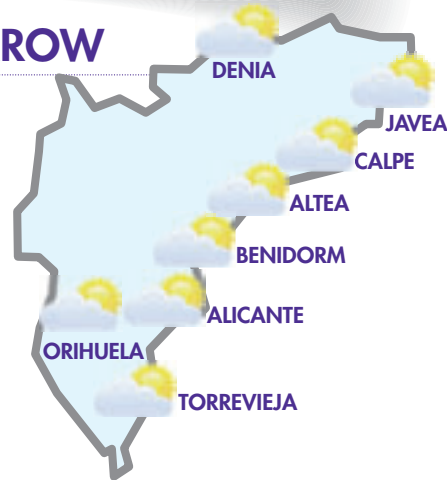 ROW
DENIA
JAVEA
CALPE
ALTEA
BENIDORM
ALICANTE
ORIHUELA
TORREVIEJA